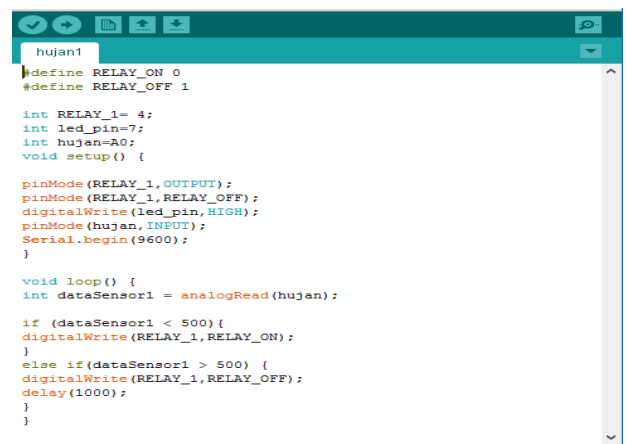 hujan1
#define RELAY_ON 0
#define RELAY_OFF 1
int RELAY_1= 4;
int led_pin=7;
int hujan=A0;
void setup() {
pinMode(RELAY_1,OUTPUT);
pinMode(RELAY_1,RELAY_OFF);
digitalWrite(led_pin,HIGH);
pinMode(hujan,INPUT);
Serial.begin(9600);
}
void loop() {
int dataSensor1 = analogRead(hujan);
if (dataSensor1 < 500){
digitalWrite(RELAY_1,RELAY_ON);
}
else if(dataSensor1 > 500) {
digitalWrite(RELAY_1,RELAY_OFF);
delay(1000);
}
}